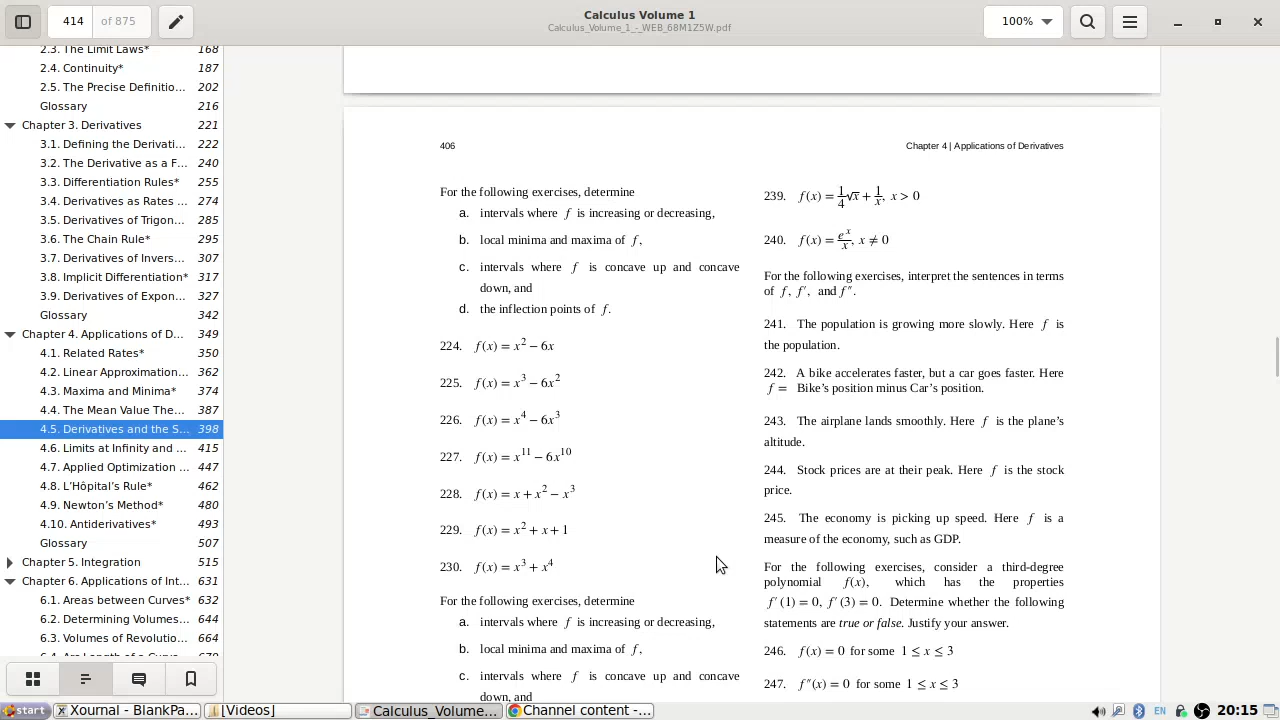 414 of 875
Calculus Volume 1
Calculus_Volume_1_-_WEB_68M1Z5W.pdf
100%
2.3. The Limit Laws* 168
2.4. Continuity* 187
2.5. The Precise Definitio... 202
Glossary 216
Chapter 3. Derivatives 221
3.1. Defining the Derivati... 222
3.2. The Derivative as a F... 240
3.3. Differentiation Rules* 255
3.4. Derivatives as Rates ... 274
3.5. Derivatives of Trigon... 285
3.6. The Chain Rule* 295
3.7. Derivatives of Invers... 307
3.8. Implicit Differentiation* 317
3.9. Derivatives of Expon... 327
Glossary 342
Chapter 4. Applications of D... 349
4.1. Related Rates* 350
4.2. Linear Approximation... 362
4.3. Maxima and Minima* 374
4.4. The Mean Value The... 387
4.5. Derivatives and the S... 398
4.6. Limits at Infinity and ... 415
4.7. Applied Optimization ... 447
4.8. L'Hôpital's Rule* 462
4.9. Newton's Method* 480
4.10. Antiderivatives* 493
Glossary 507
Chapter 5. Integration 515
Chapter 6. Applications of Int... 631
6.1. Areas between Curves* 632
6.2. Determining Volumes... 644
6.3. Volumes of Revolutio... 664
406
Chapter 4 | Applications of Derivatives
For the following exercises, determine
a. intervals where f is increasing or decreasing,
b. local minima and maxima of f,
c. intervals where f is concave up and concave
down, and
d. the inflection points of f.
224. f(x) = x² − 6x
225. f(x) = x³ − 6x²
226. f(x) = x⁴ − 6x³
227. f(x) = x¹¹ − 6x¹⁰
228. f(x) = x + x² − x³
229. f(x) = x² + x + 1
230. f(x) = x³ + x⁴
For the following exercises, determine
a. intervals where f is increasing or decreasing,
b. local minima and maxima of f,
c. intervals where f is concave up and concave
down, and
239. f(x) = 1/4 √x + 1/x, x > 0
240. f(x) = eˣ/x, x ≠ 0
For the following exercises, interpret the sentences in terms
of f, f′, and f″.
241. The population is growing more slowly. Here f is
the population.
242. A bike accelerates faster, but a car goes faster. Here
f = Bike's position minus Car's position.
243. The airplane lands smoothly. Here f is the plane's
altitude.
244. Stock prices are at their peak. Here f is the stock
price.
245. The economy is picking up speed. Here f is a
measure of the economy, such as GDP.
For the following exercises, consider a third-degree
polynomial f(x), which has the properties
f′(1) = 0, f′(3) = 0. Determine whether the following
statements are true or false. Justify your answer.
246. f(x) = 0 for some 1 ≤ x ≤ 3
247. f″(x) = 0 for some 1 ≤ x ≤ 3
start
Xournal - BlankPa...
[Videos]
Calculus_Volume...
Channel content -...
EN
20:15